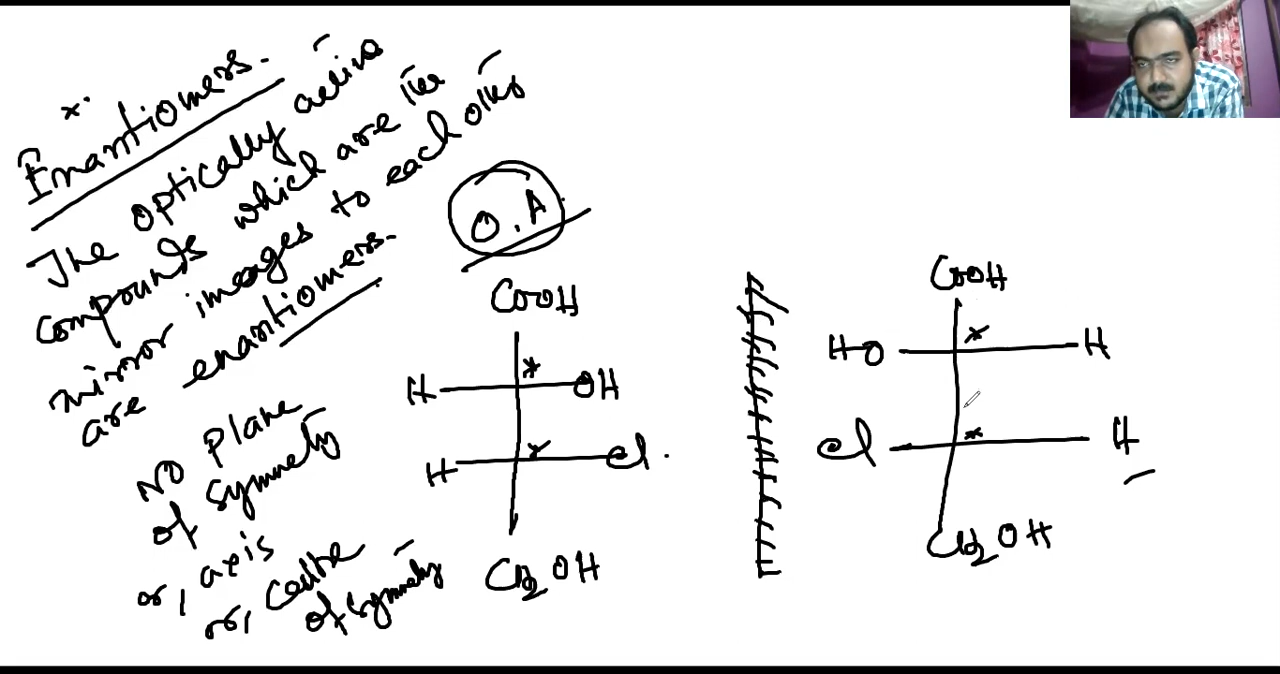 Enantiomers.
The optically active
compounds which are the
mirror images to each other
are enantiomers.
O.A
No plane
of symmetry
or, axis
or, centre
of symmetry
COOH
H * OH
H * Cl.
CH2OH
COOH
HO * H
Cl * H
CH2OH